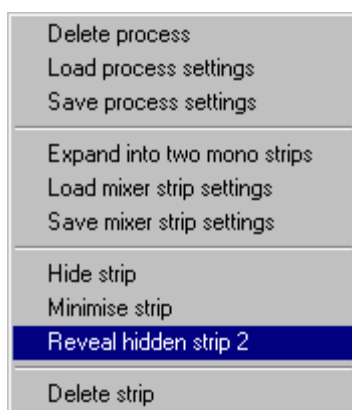 Delete process
Load process settings
Save process settings
Expand into two mono strips
Load mixer strip settings
Save mixer strip settings
Hide strip
Minimise strip
Reveal hidden strip 2
Delete strip